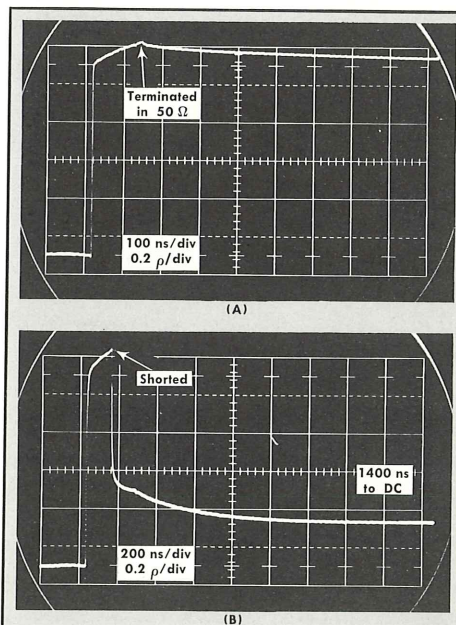 Terminated
in 50 Ω
100 ns/div
0.2 ρ/div
(A)
Shorted
1400 ns
to DC
200 ns/div
0.2 ρ/div
(B)